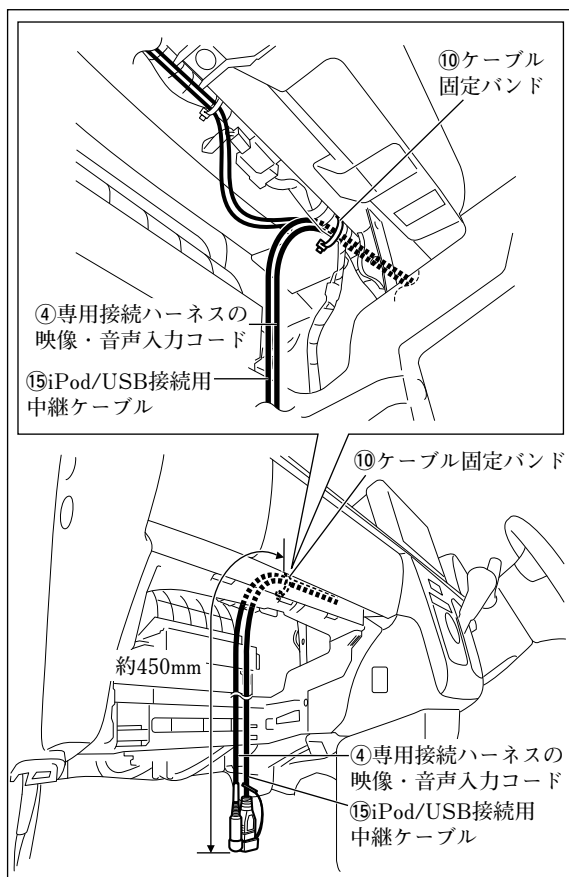 ⑩ケーブル
固定バンド
④専用接続ハーネスの
映像・音声入力コード
⑮iPod/USB接続用
中継ケーブル
⑩ケーブル固定バンド
約450mm
④専用接続ハーネスの
映像・音声入力コード
⑮iPod/USB接続用
中継ケーブル